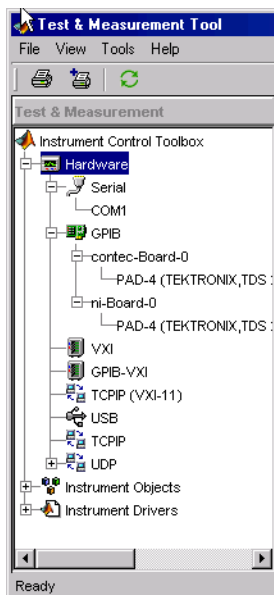 Test & Measurement Tool
File View Tools Help
Test & Measurement
Instrument Control Toolbox
Hardware
Serial
COM1
GPIB
contec-Board-0
PAD-4 (TEKTRONIX,TDS
ni-Board-0
PAD-4 (TEKTRONIX,TDS
VXI
GPIB-VXI
TCPIP (VXI-11)
USB
TCPIP
UDP
Instrument Objects
Instrument Drivers
Ready